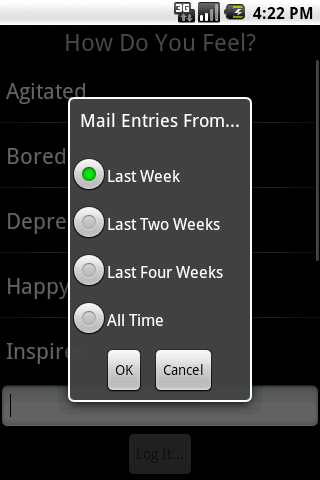 3G 4:22 PM
How Do You Feel?
Agitated
Mail Entries From...
Bored
Last Week
Depre
Last Two Weeks
Last Four Weeks
Happy
All Time
Inspired
OK Cancel
Log It...